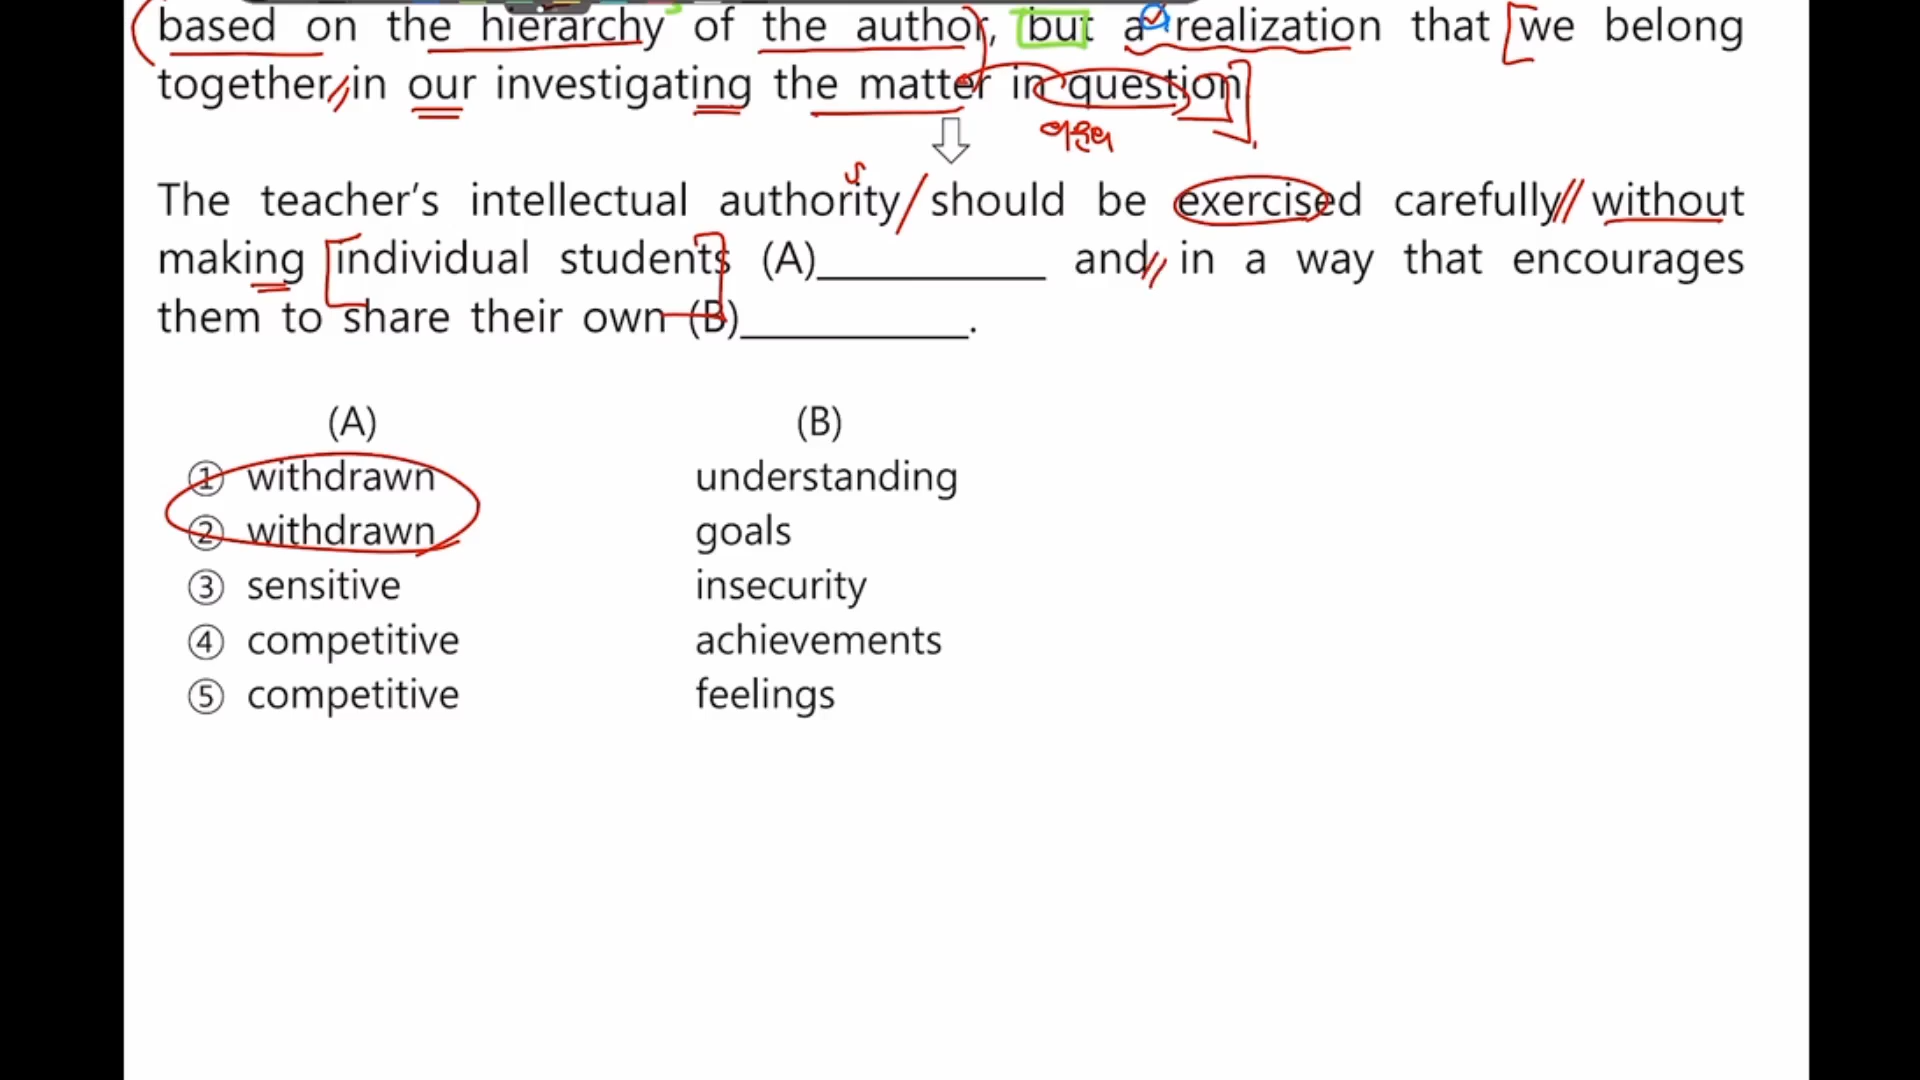 based on the hierarchy of the author, but a realization that we belong
together in our investigating the matter in question
The teacher's intellectual authority should be exercised carefully without
making individual students (A)__________ and in a way that encourages
them to share their own (B)__________.
(A) (B)
① withdrawn understanding
② withdrawn goals
③ sensitive insecurity
④ competitive achievements
⑤ competitive feelings